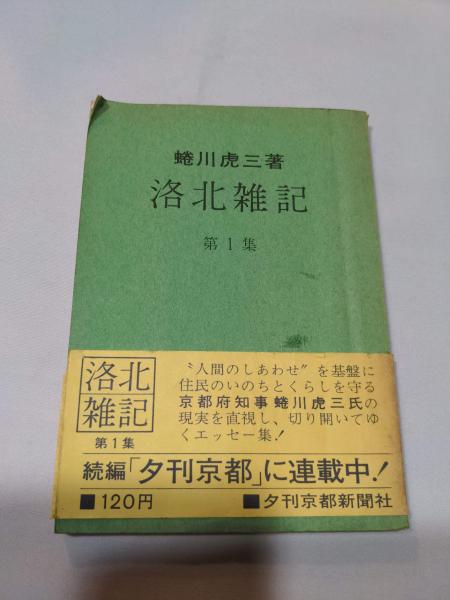 蜷川虎三著
洛北雑記
第1集
洛北
雑記
第1集
〝人間のしあわせ〟を基盤に
住民のいのちとくらしを守る
京都府知事 蜷川虎三氏の
現実を直視し、切り開いてゆ
くエッセー集!
続編「夕刊京都」に連載中!
■120円
■夕刊京都新聞社